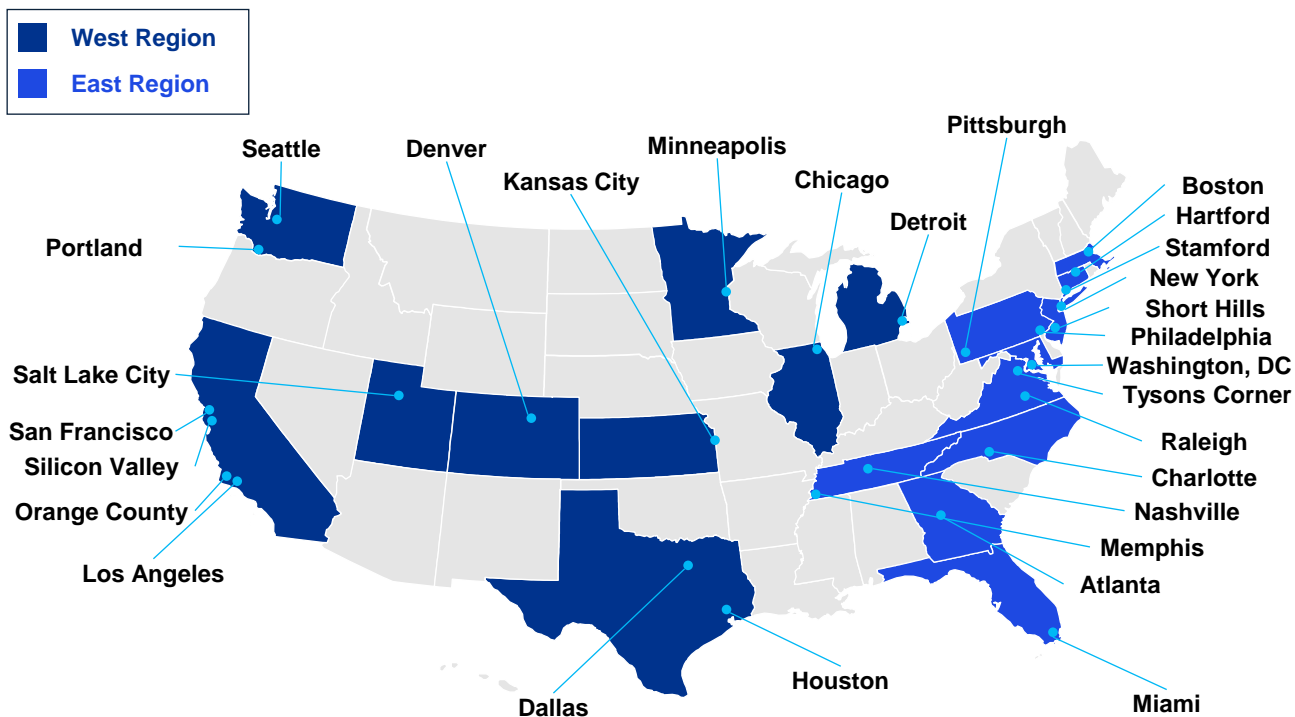 West Region
East Region
Pittsburgh
Seattle
Denver
Minneapolis
Kansas City
Chicago
Boston
Detroit
Hartford
Portland
Stamford
New York
Short Hills
Philadelphia
Washington, DC
Salt Lake City
Tysons Corner
San Francisco
Raleigh
Silicon Valley
Charlotte
Orange County
Nashville
Memphis
Los Angeles
Atlanta
Houston
Dallas
Miami